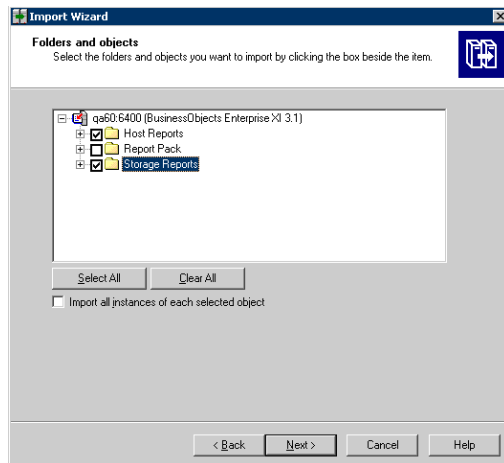 Import Wizard
Folders and objects
Select the folders and objects you want to import by clicking the box beside the item.
qa60:6400 (BusinessObjects Enterprise XI 3.1)
Host Reports
Report Pack
Storage Reports
Select All
Clear All
Import all instances of each selected object
< Back
Next >
Cancel
Help